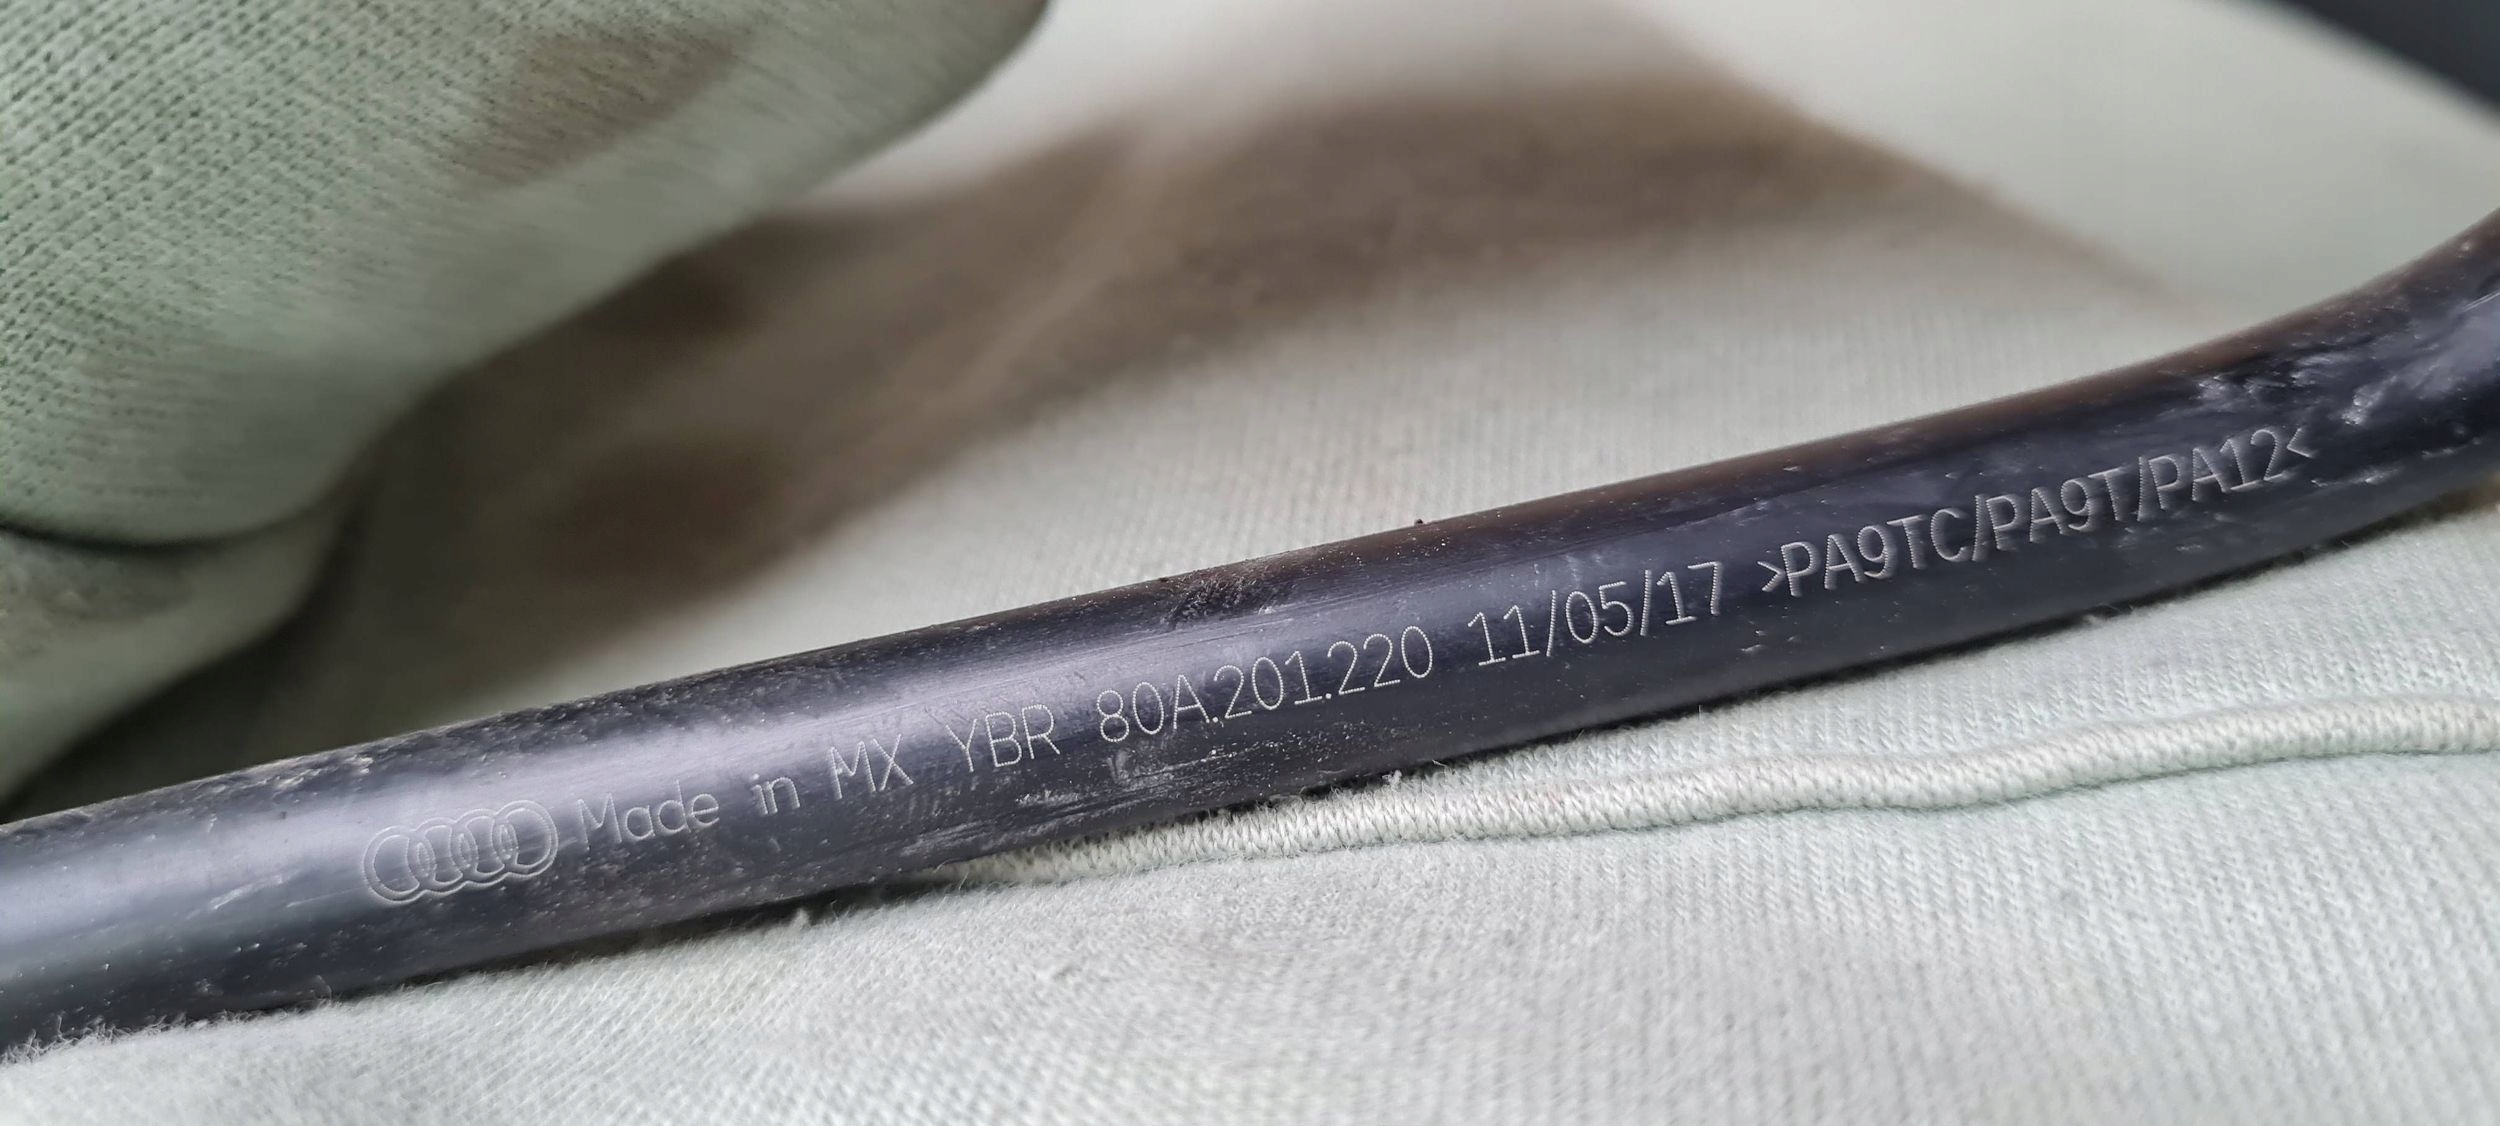 Made in MX YBR 80A.201.220 11/05/17 >PA9TC/PA9T/PA12<